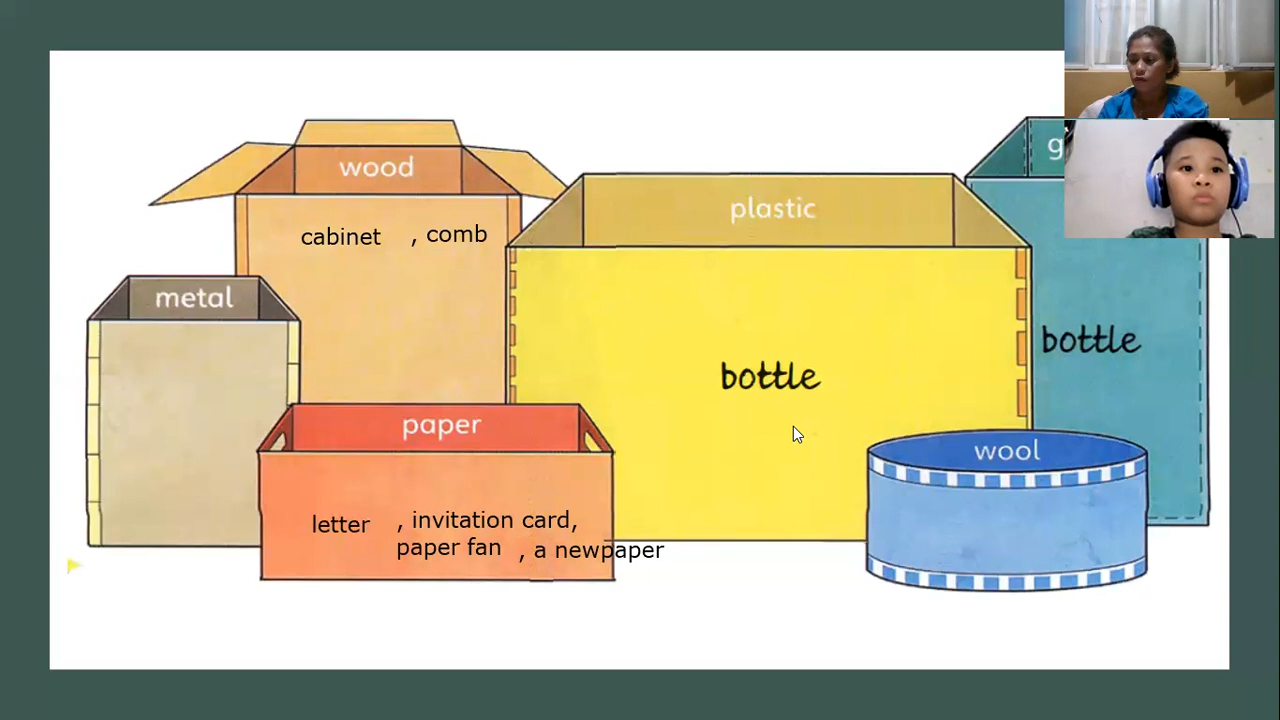 wood
cabinet , comb
plastic
g
metal
bottle
bottle
paper
wool
letter , invitation card,
paper fan , a newpaper